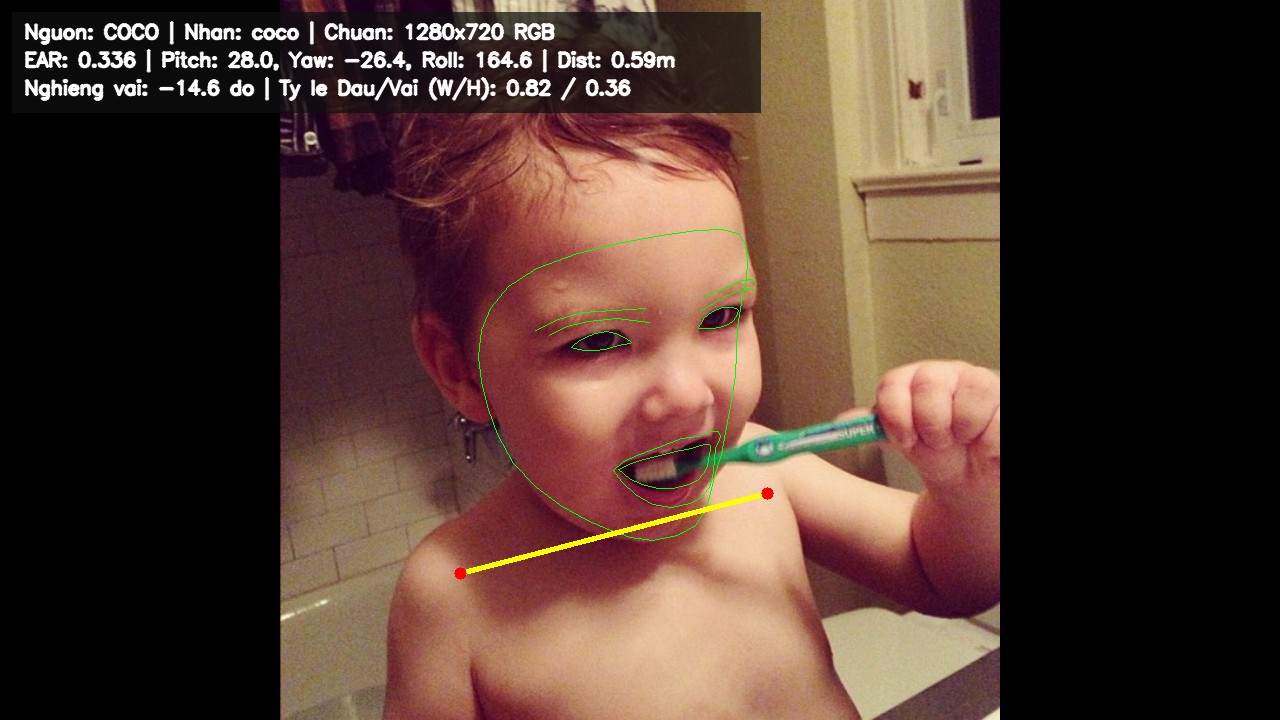 Nguon: COCO | Nhan: coco | Chuan: 1280x720 RGB
EAR: 0.336 | Pitch: 28.0, Yaw: -26.4, Roll: 164.6 | Dist: 0.59m
Nghieng vai: -14.6 do | Ty le Dau/Vai (W/H): 0.82 / 0.36
SUPER